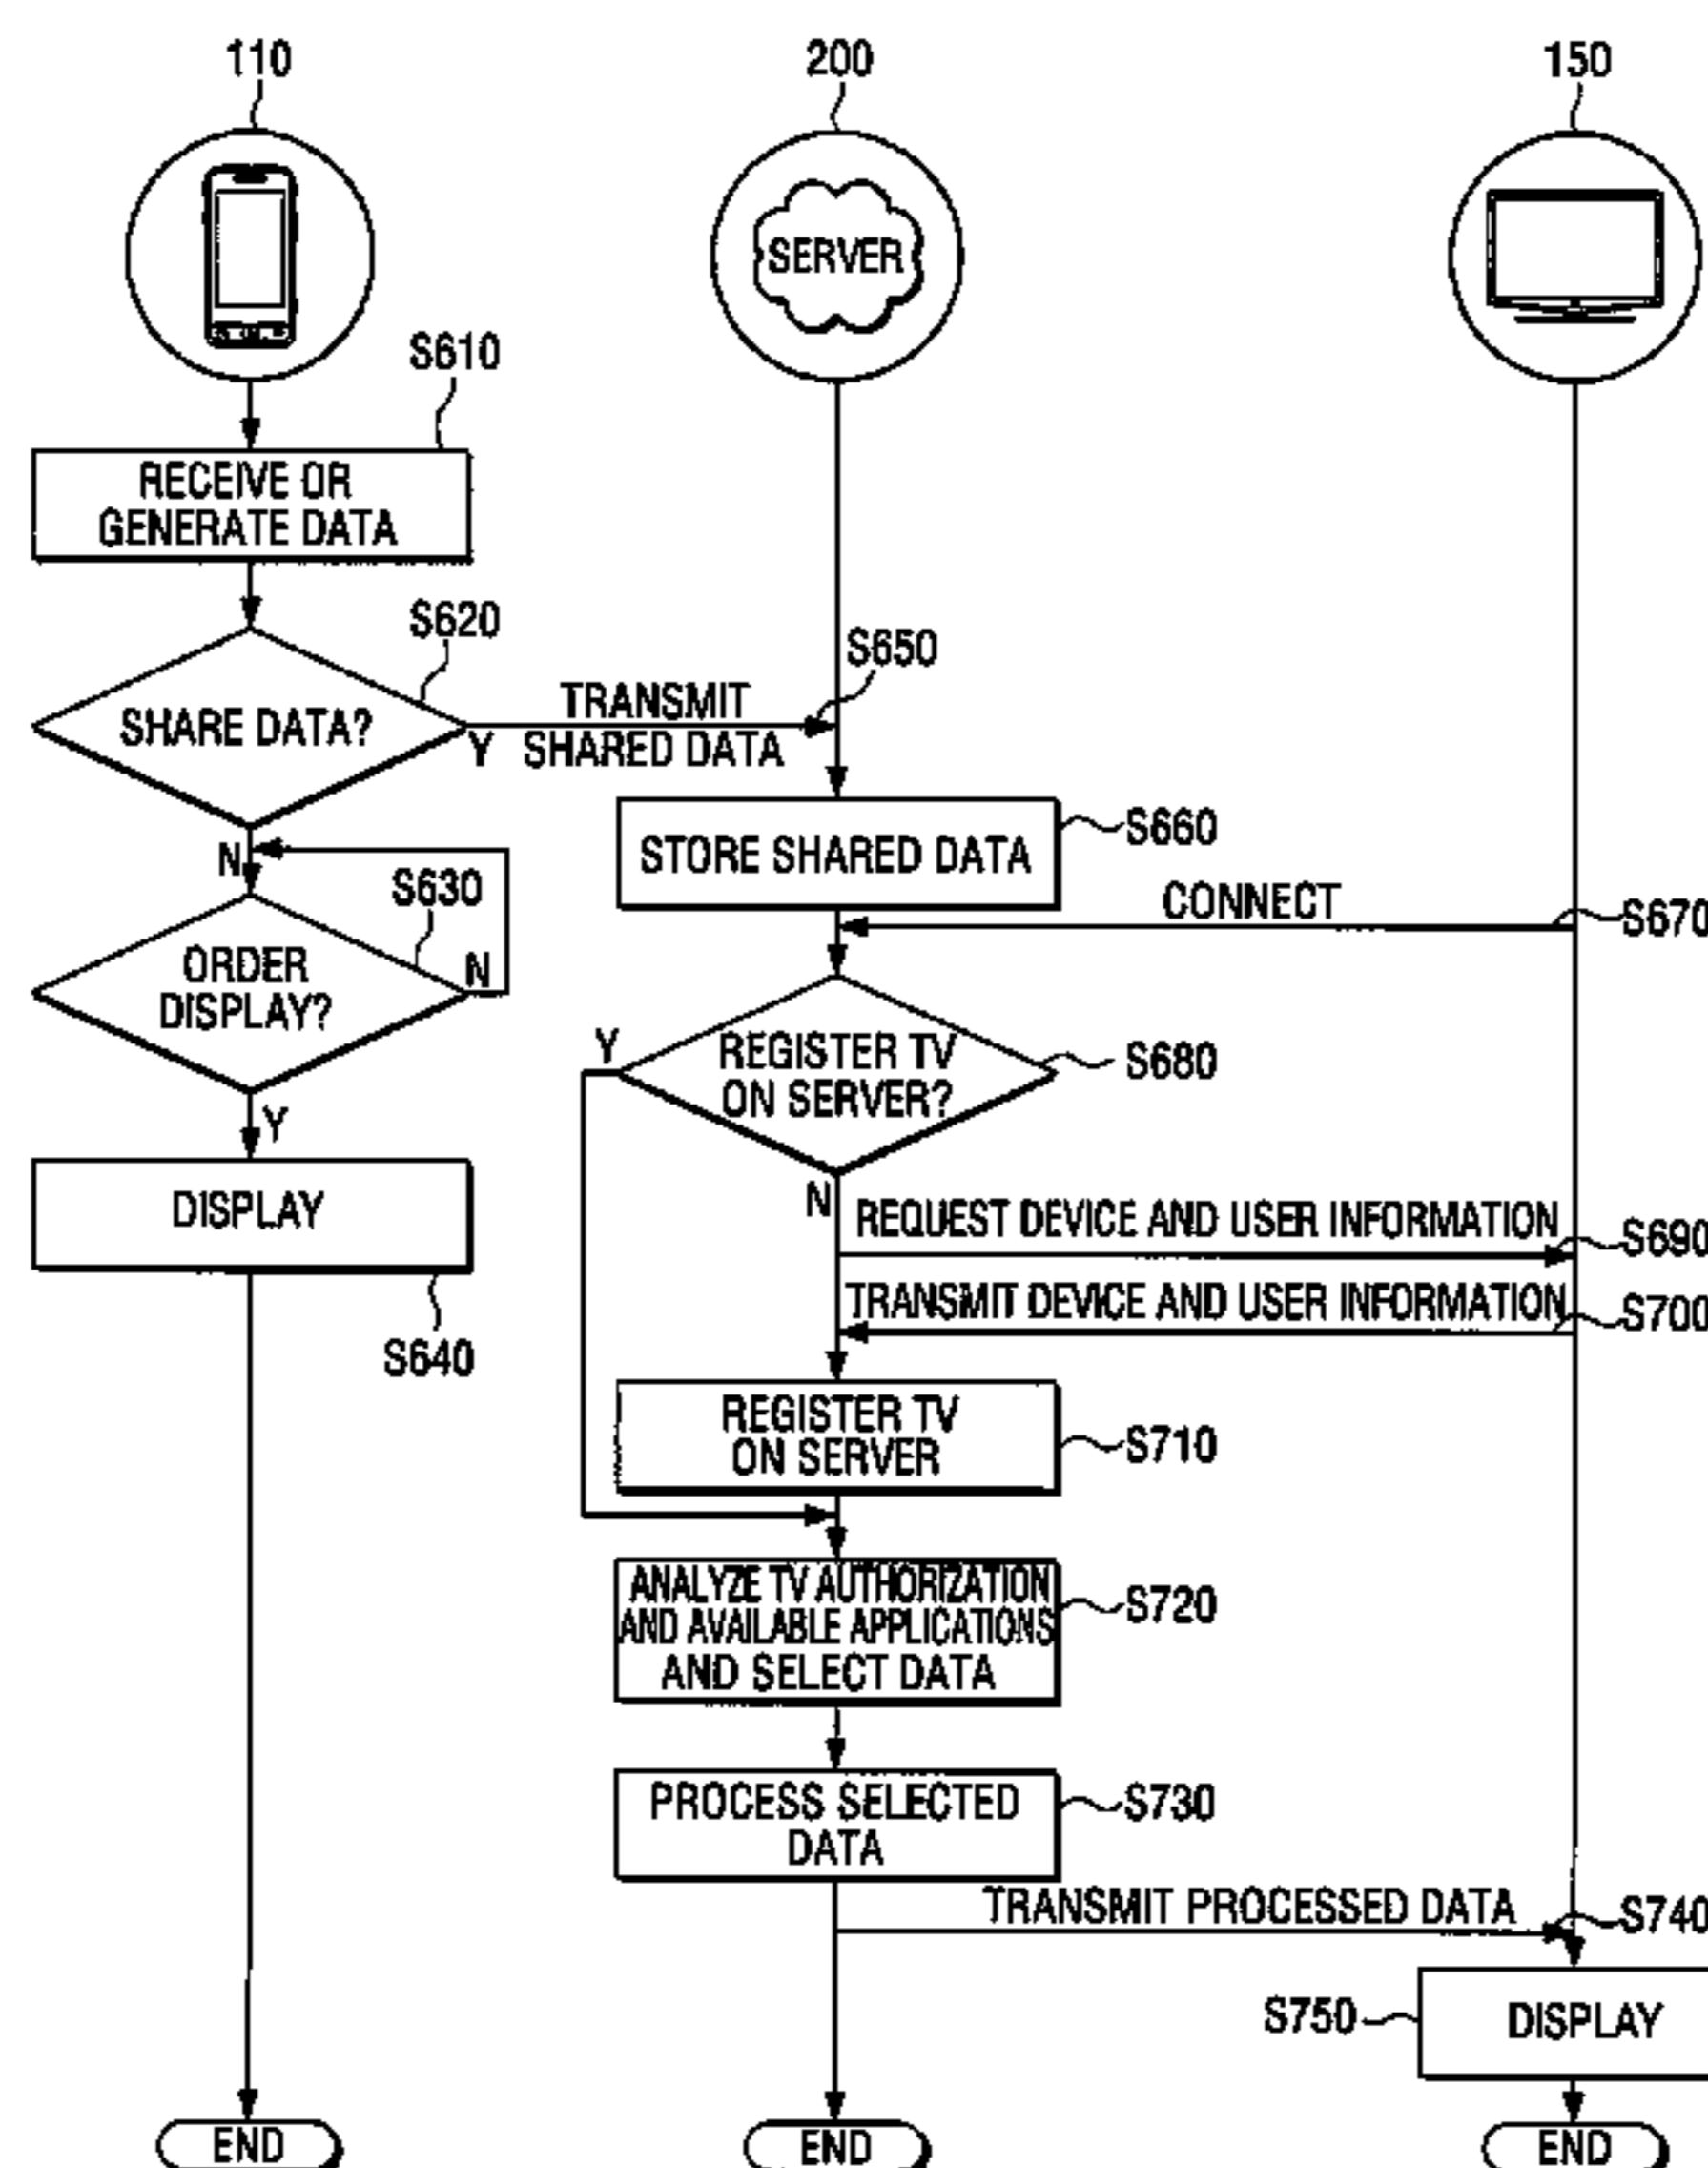 110
200
150
SERVER
S610
RECEIVE OR
GENERATE DATA
S620
SHARE DATA?
Y
TRANSMIT
SHARED DATA
S650
N
STORE SHARED DATA
S660
CONNECT
S670
S630
ORDER
DISPLAY?
N
Y
REGISTER TV
ON SERVER?
S680
Y
N
DISPLAY
S640
REQUEST DEVICE AND USER INFORMATION
S690
TRANSMIT DEVICE AND USER INFORMATION
S700
REGISTER TV
ON SERVER
S710
ANALYZE TV AUTHORIZATION
AND AVAILABLE APPLICATIONS
AND SELECT DATA
S720
PROCESS SELECTED
DATA
S730
TRANSMIT PROCESSED DATA
S740
S750
DISPLAY
END
END
END